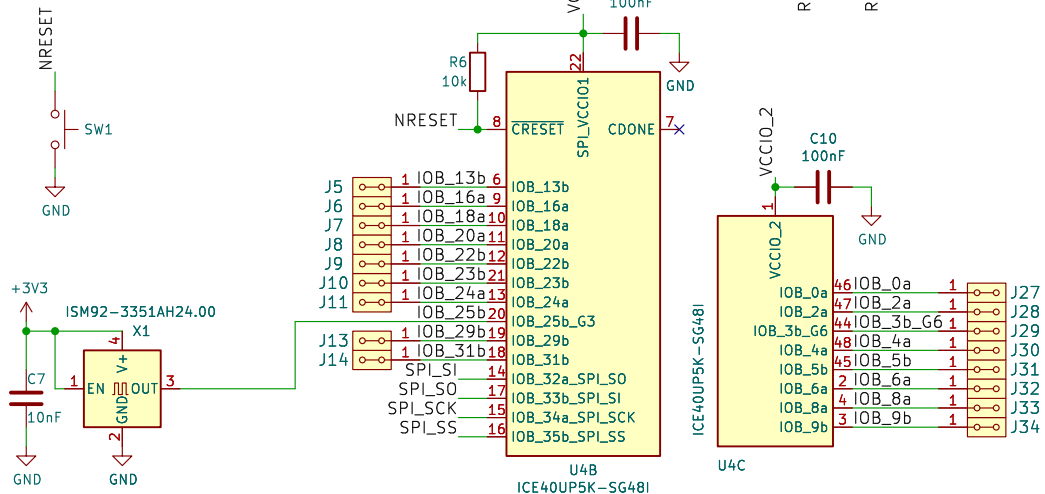 NRESET
SW1
GND
R6
10k
VC
100nF
GND
R
R
NRESET
22
SPI_VCCIO1
8
CRESET
CDONE
7
J5 1 IOB_13b 6 IOB_13b
J6 1 IOB_16a 9 IOB_16a
J7 1 IOB_18a 10 IOB_18a
J8 1 IOB_20a 11 IOB_20a
J9 1 IOB_22b 12 IOB_22b
J10 1 IOB_23b 21 IOB_23b
J11 1 IOB_24a 13 IOB_24a
IOB_25b 20 IOB_25b_G3
J13 1 IOB_29b 19 IOB_29b
J14 1 IOB_31b 18 IOB_31b
SPI_SI 14 IOB_32a_SPI_SO
SPI_SO 17 IOB_33b_SPI_SI
SPI_SCK 15 IOB_34a_SPI_SCK
SPI_SS 16 IOB_35b_SPI_SS
U4B
ICE40UP5K-SG48I
+3V3
ISM92-3351AH24.00
X1
4
V+
1 EN OUT 3
GND
2
C7
10nF
GND
GND
VCCIO_2
C10
100nF
GND
1
VCCIO_2
IOB_0a 46 IOB_0a 1 J27
IOB_2a 47 IOB_2a 1 J28
IOB_3b_G6 44 IOB_3b_G6 1 J29
IOB_4a 48 IOB_4a 1 J30
IOB_5b 45 IOB_5b 1 J31
IOB_6a 2 IOB_6a 1 J32
IOB_8a 4 IOB_8a 1 J33
IOB_9b 3 IOB_9b 1 J34
ICE40UP5K-SG48I
U4C